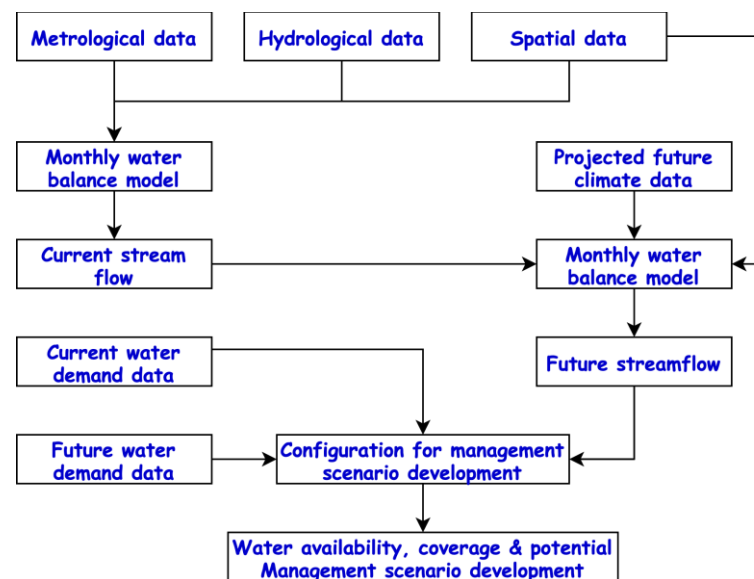 Metrological data
Hydrological data
Spatial data
Monthly water
balance model
Projected future
climate data
Current stream
flow
Monthly water
balance model
Current water
demand data
Future streamflow
Future water
demand data
Configuration for management
scenario development
Water availability, coverage & potential
Management scenario development